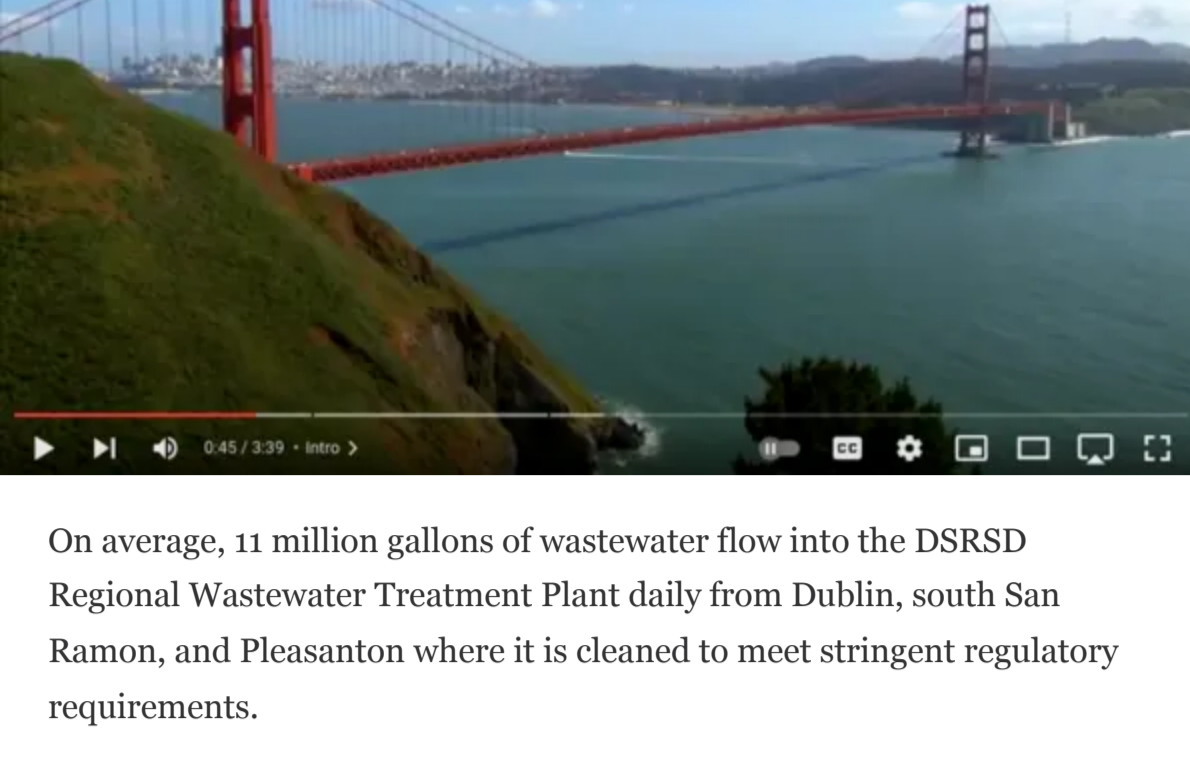 0:45 / 3:39 • Intro >
CC
On average, 11 million gallons of wastewater flow into the DSRSD
Regional Wastewater Treatment Plant daily from Dublin, south San
Ramon, and Pleasanton where it is cleaned to meet stringent regulatory
requirements.